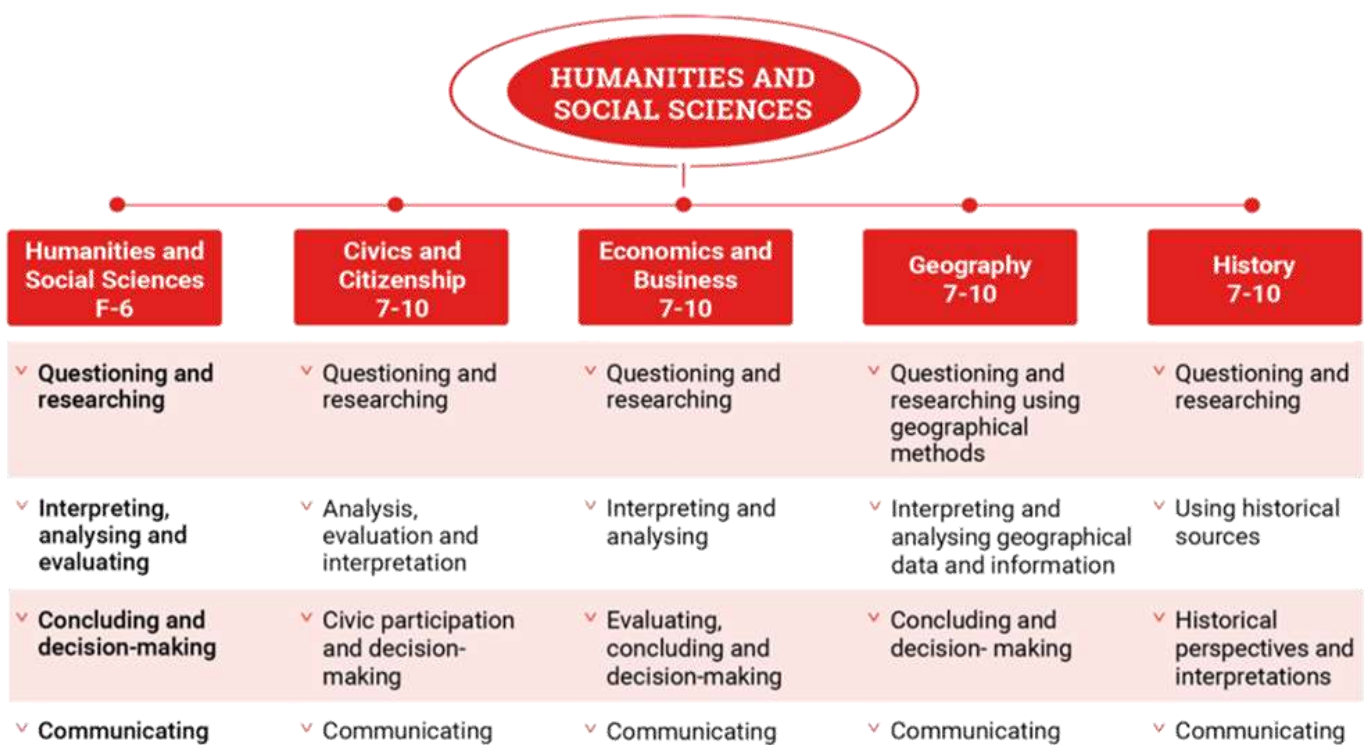 HUMANITIES AND
SOCIAL SCIENCES
Humanities and
Social Sciences
F-6
Civics and
Citizenship
7-10
Economics and
Business
7-10
Geography
7-10
History
7-10
Questioning and
researching
Questioning and
researching
Questioning and
researching
Questioning and
researching using
geographical
methods
Questioning and
researching
Interpreting,
analysing and
evaluating
Analysis,
evaluation and
interpretation
Interpreting and
analysing
Interpreting and
analysing geographical
data and information
Using historical
sources
Concluding and
decision-making
Civic participation
and decision-
making
Evaluating,
concluding and
decision-making
Concluding and
decision- making
Historical
perspectives and
interpretations
Communicating
Communicating
Communicating
Communicating
Communicating